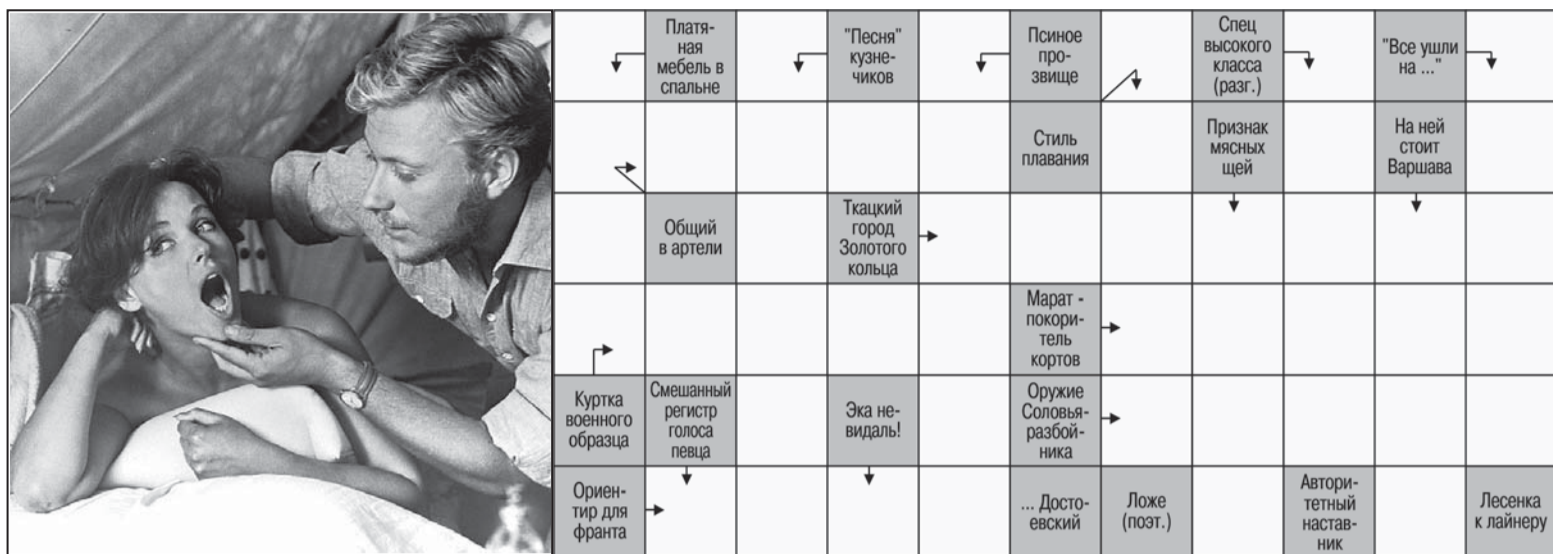 Платя-
ная
мебель в
спальне
"Песня"
кузне-
чиков
Псиное
про-
звище
Спец
высокого
класса
(разг.)
"Все ушли
на ..."
Стиль
плавания
Признак
мясных
щей
На ней
стоит
Варшава
Общий
в артели
Ткацкий
город
Золотого
кольца
Марат -
покори-
тель
кортов
Куртка
военного
образца
Смешанный
регистр
голоса
певца
Эка не-
видаль!
Оружие
Соловья-
разбой-
ника
Ориен-
тир для
франта
... Досто-
евский
Ложе
(поэт.)
Автори-
тетный
настав-
ник
Лесенка
к лайнеру